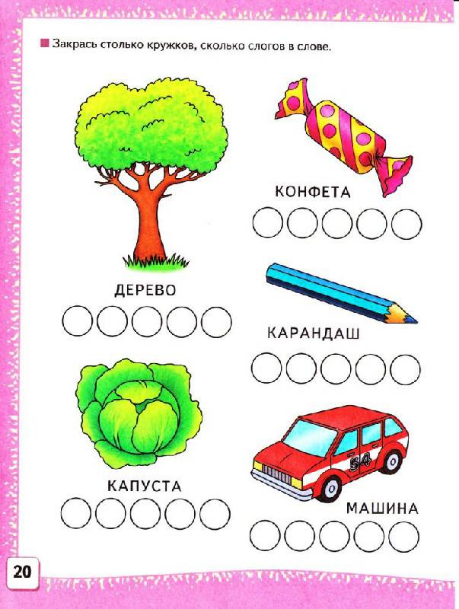 Закрась столько кружков, сколько слогов в слове.
КОНФЕТА
ДЕРЕВО
КАРАНДАШ
КАПУСТА
МАШИНА
20